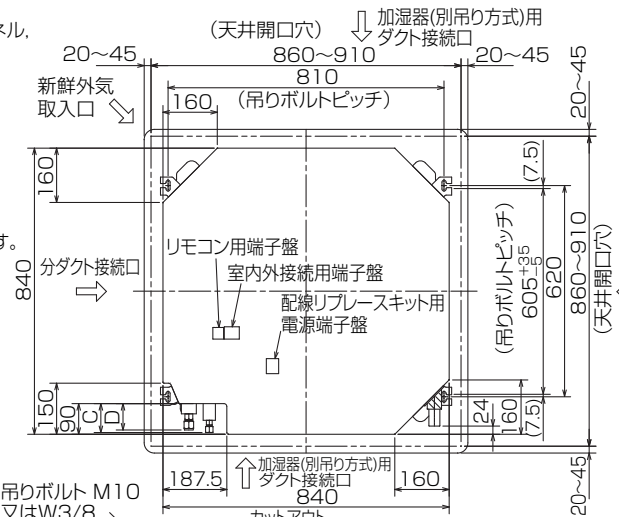 ネル,
(天井開口穴)
加湿器(別吊り方式)用
ダクト接続口
20〜45
860〜910
20〜45
810
(吊りボルトピッチ)
新鮮外気
取入口
160
20〜45
(7.5)
160
す。
840
分ダクト接続口
リモコン用端子盤
室内外接続用端子盤
配線リプレースキット用
電源端子盤
(吊りボルトピッチ)
605+35 −5
620
860〜910
(天井開口穴)
150
90
C
D
24
160
(7.5)
187.5
加湿器(別吊り方式)用
ダクト接続口
160
840
20〜45
吊りボルト M10
又はW3/8
カットアウト